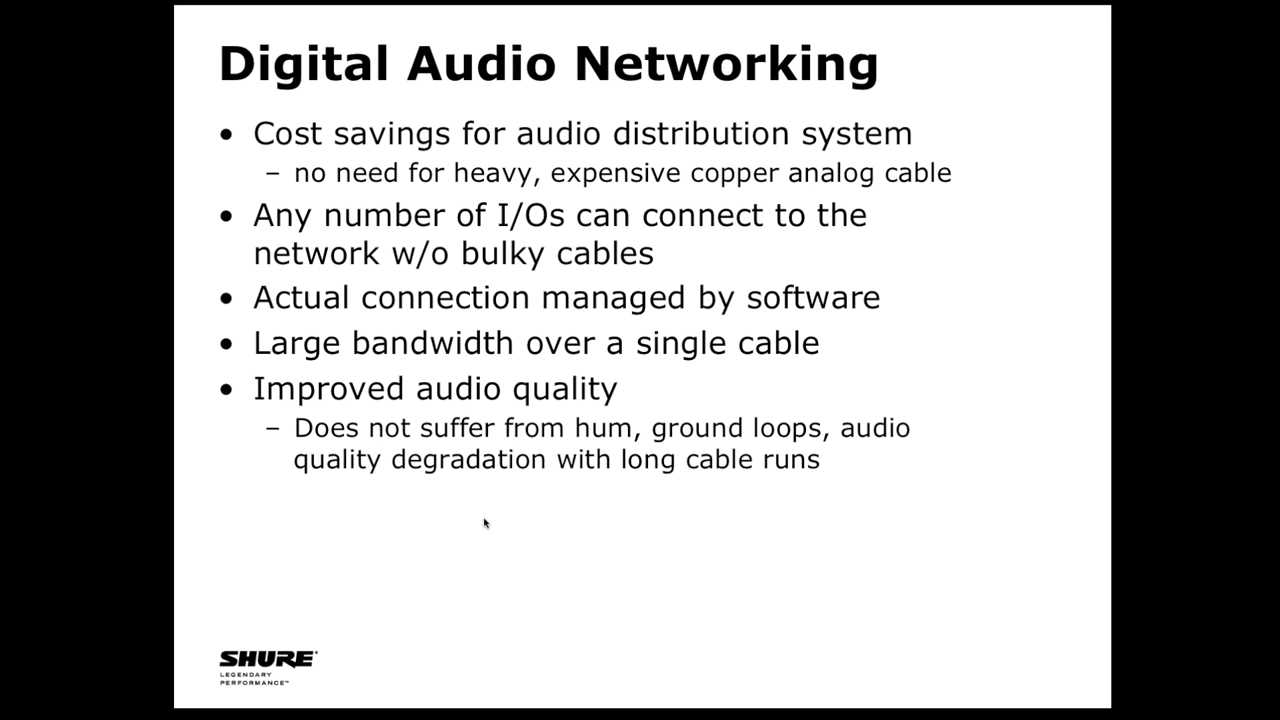 Digital Audio Networking
• Cost savings for audio distribution system
– no need for heavy, expensive copper analog cable
• Any number of I/Os can connect to the
network w/o bulky cables
• Actual connection managed by software
• Large bandwidth over a single cable
• Improved audio quality
– Does not suffer from hum, ground loops, audio
quality degradation with long cable runs
SHURE
LEGENDARY
PERFORMANCE™